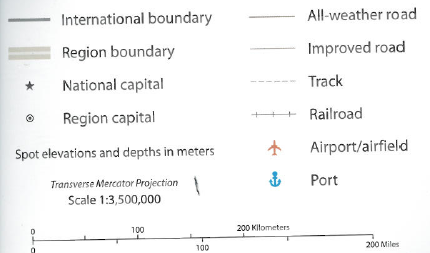 International boundary
Region boundary
National capital
Region capital
Spot elevations and depths in meters
Transverse Mercator Projection
Scale 1:3,500,000
All-weather road
Improved road
Track
Railroad
Airport/airfield
Port
0 100 200 Kilometers
0 100 200 Miles